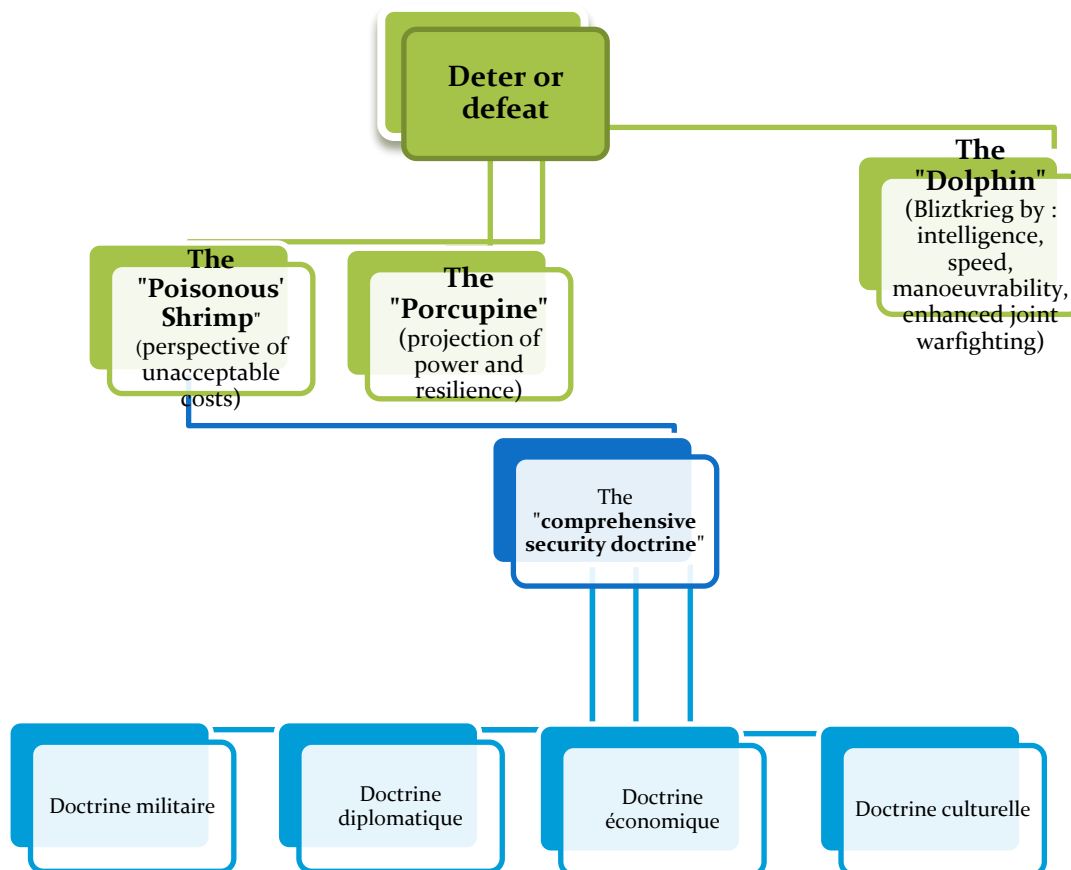 Deter or
defeat
The
"Dolphin"
(Bliztkrieg by :
intelligence,
speed,
manoeuvrability,
enhanced joint
warfighting)
The
"Poisonous'
Shrimp"
(perspective of
unacceptable
costs)
The
"Porcupine"
(projection of
power and
resilience)
The
"comprehensive
security doctrine"
Doctrine militaire
Doctrine
diplomatique
Doctrine
économique
Doctrine culturelle